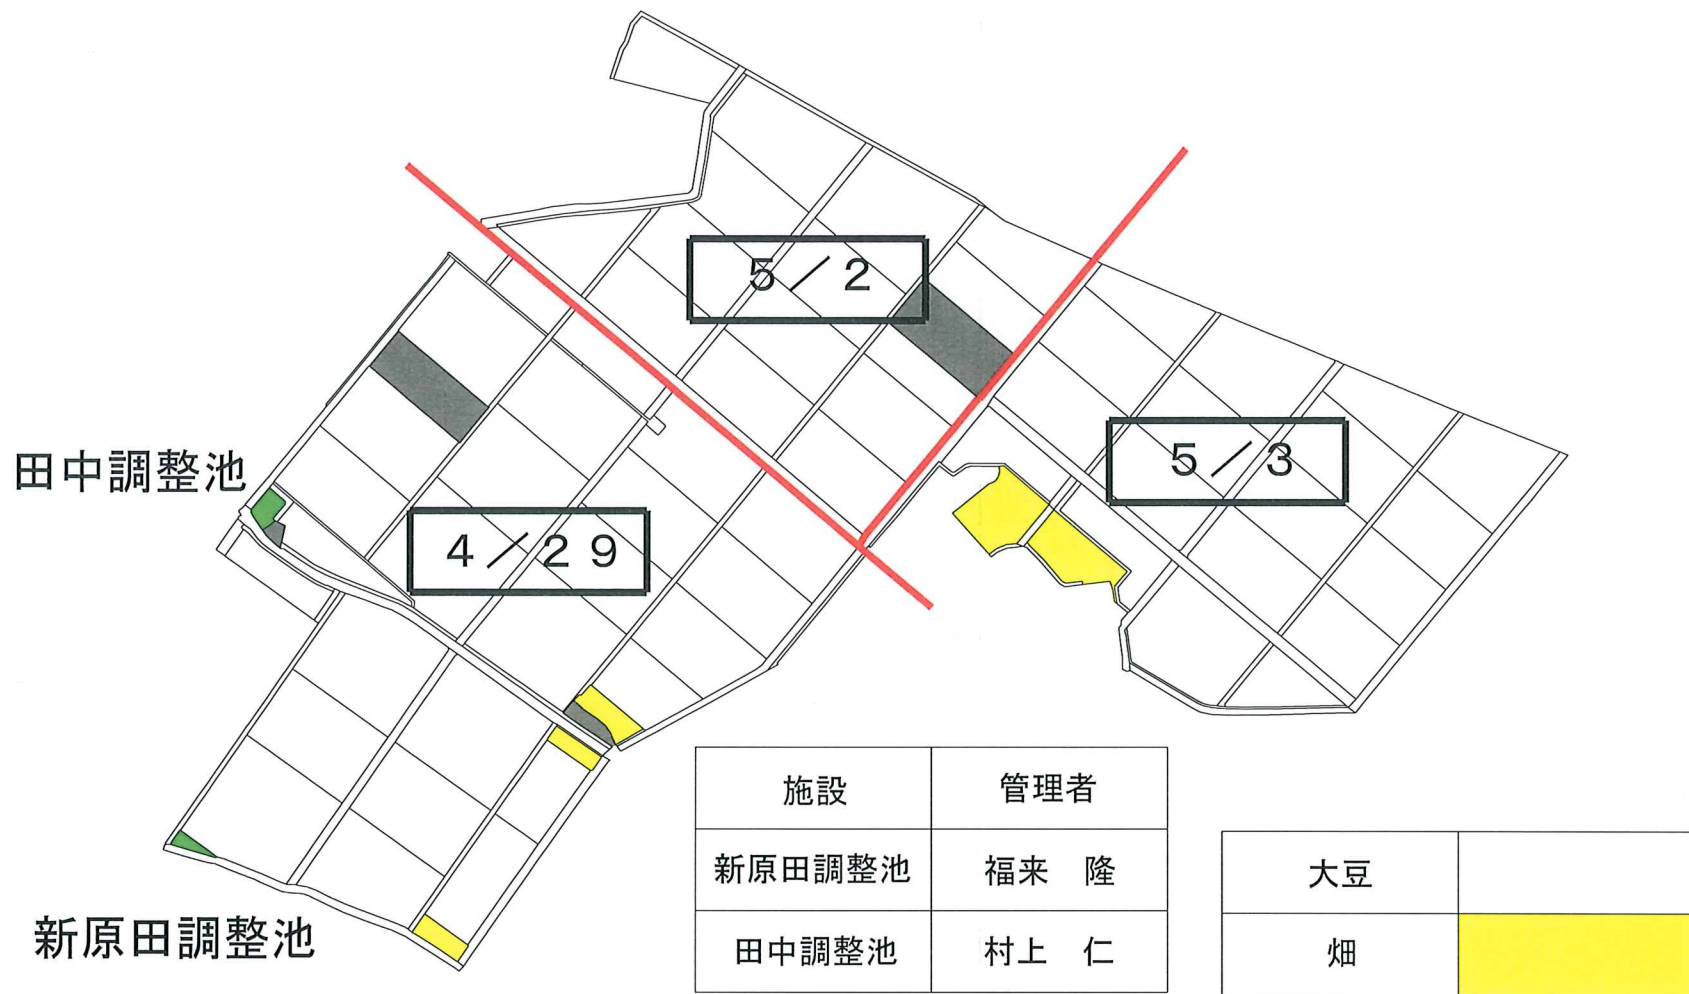 5／2
5／3
田中調整池
4／29
施設 管理者
新原田調整池 福来　隆
田中調整池 村上　仁
大豆
畑
新原田調整池